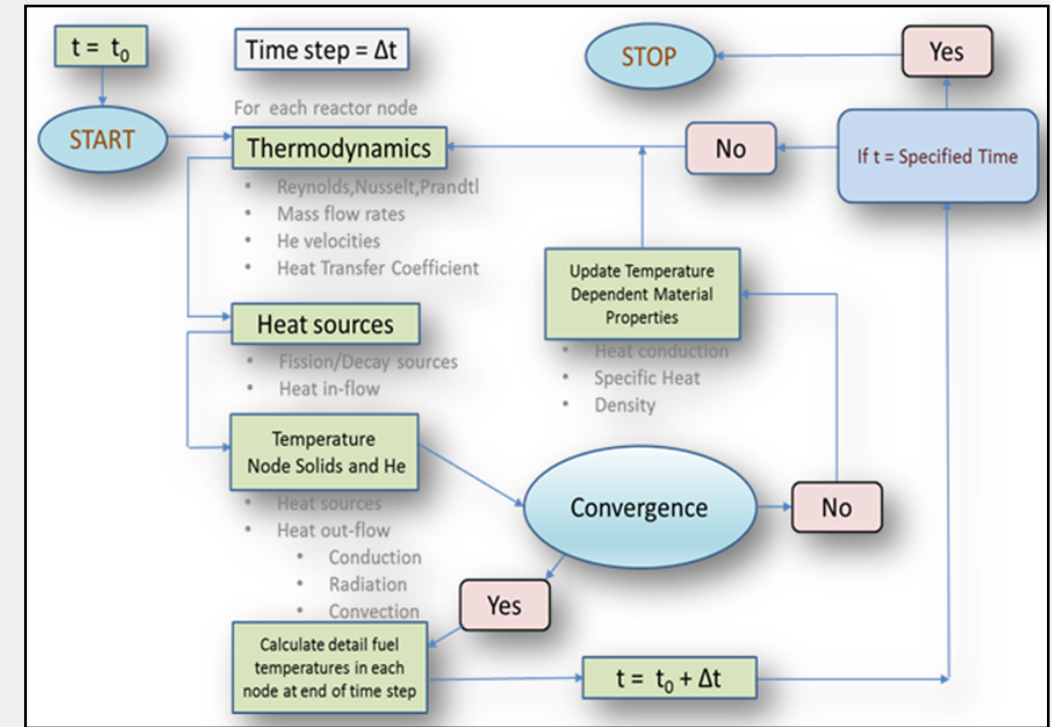 t = t₀
Time step = Δt
STOP
Yes
For each reactor node
START
Thermodynamics
No
If t = Specified Time
• Reynolds,Nusselt,Prandtl
• Mass flow rates
• He velocities
• Heat Transfer Coefficient
Update Temperature
Dependent Material
Properties
• Heat conduction
• Specific Heat
• Density
Heat sources
• Fission/Decay sources
• Heat in-flow
Temperature
Node Solids and He
• Heat sources
• Heat out-flow
• Conduction
• Radiation
• Convection
Convergence
No
Yes
Calculate detail fuel
temperatures in each
node at end of time step
t = t₀ + Δt